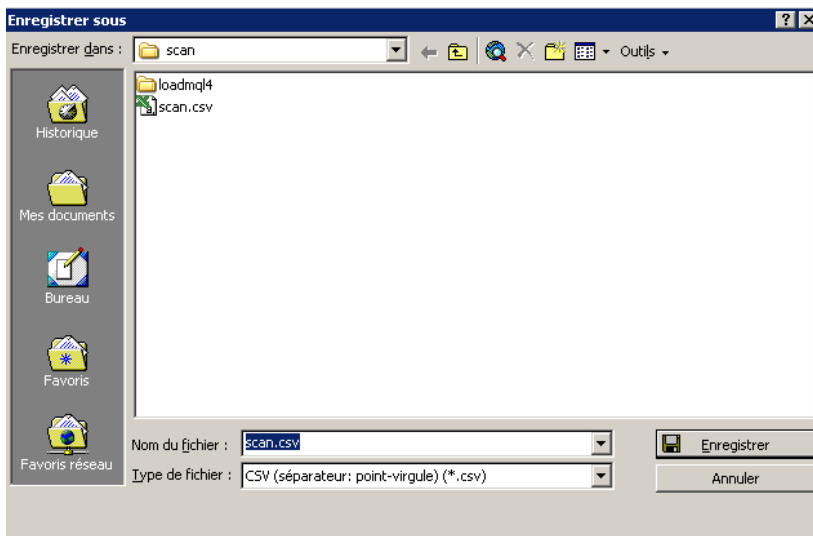 Enregistrer sous
Enregistrer dans : scan Outils
loadmql4
scan.csv
Historique
Mes documents
Bureau
Favoris
Favoris réseau
Nom du fichier : scan.csv Enregistrer
Type de fichier : CSV (séparateur: point-virgule) (*.csv) Annuler